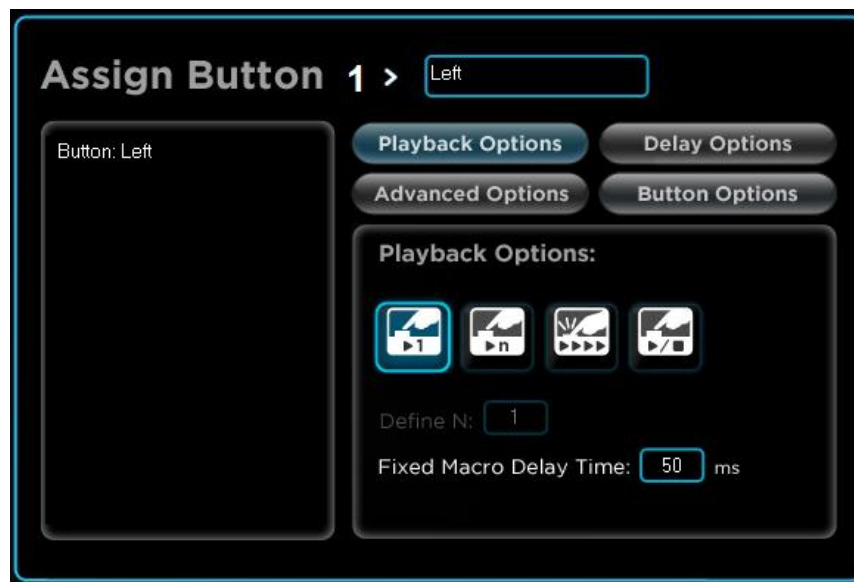 Assign Button 1 > Left
Button: Left
Playback Options Delay Options
Advanced Options Button Options
Playback Options:
▶1 ▶n ▶▶▶▶ ▶/■
Define N: 1
Fixed Macro Delay Time: 50 ms